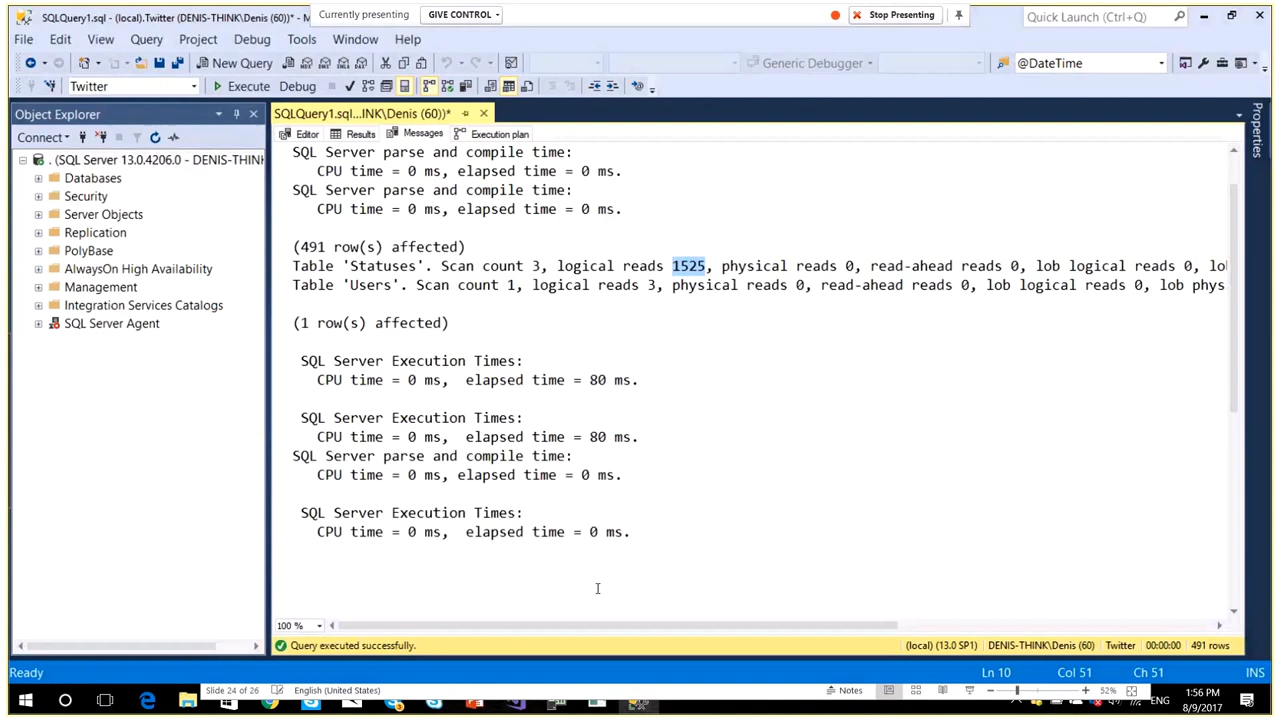 SQLQuery1.sql - (local).Twitter (DENIS-THINK\Denis (60))* - M
Currently presenting
GIVE CONTROL
Stop Presenting
Quick Launch (Ctrl+Q)
File Edit View Query Project Debug Tools Window Help
New Query
Generic Debugger
@DateTime
Twitter
Execute Debug
Object Explorer
SQLQuery1.sql...INK\Denis (60))*
Properties
Connect
Editor Results Messages Execution plan
. (SQL Server 13.0.4206.0 - DENIS-THINK
Databases
Security
Server Objects
Replication
PolyBase
AlwaysOn High Availability
Management
Integration Services Catalogs
SQL Server Agent
SQL Server parse and compile time:
CPU time = 0 ms, elapsed time = 0 ms.
SQL Server parse and compile time:
CPU time = 0 ms, elapsed time = 0 ms.
(491 row(s) affected)
Table 'Statuses'. Scan count 3, logical reads 1525, physical reads 0, read-ahead reads 0, lob logical reads 0, lo
Table 'Users'. Scan count 1, logical reads 3, physical reads 0, read-ahead reads 0, lob logical reads 0, lob phys
(1 row(s) affected)
SQL Server Execution Times:
CPU time = 0 ms, elapsed time = 80 ms.
SQL Server Execution Times:
CPU time = 0 ms, elapsed time = 80 ms.
SQL Server parse and compile time:
CPU time = 0 ms, elapsed time = 0 ms.
SQL Server Execution Times:
CPU time = 0 ms, elapsed time = 0 ms.
100 %
Query executed successfully.
(local) (13.0 SP1) DENIS-THINK\Denis (60) Twitter 00:00:00 491 rows
Ready
Ln 10 Col 51 Ch 51 INS
Slide 24 of 26
English (United States)
Notes
52%
ENG
1:56 PM
8/9/2017